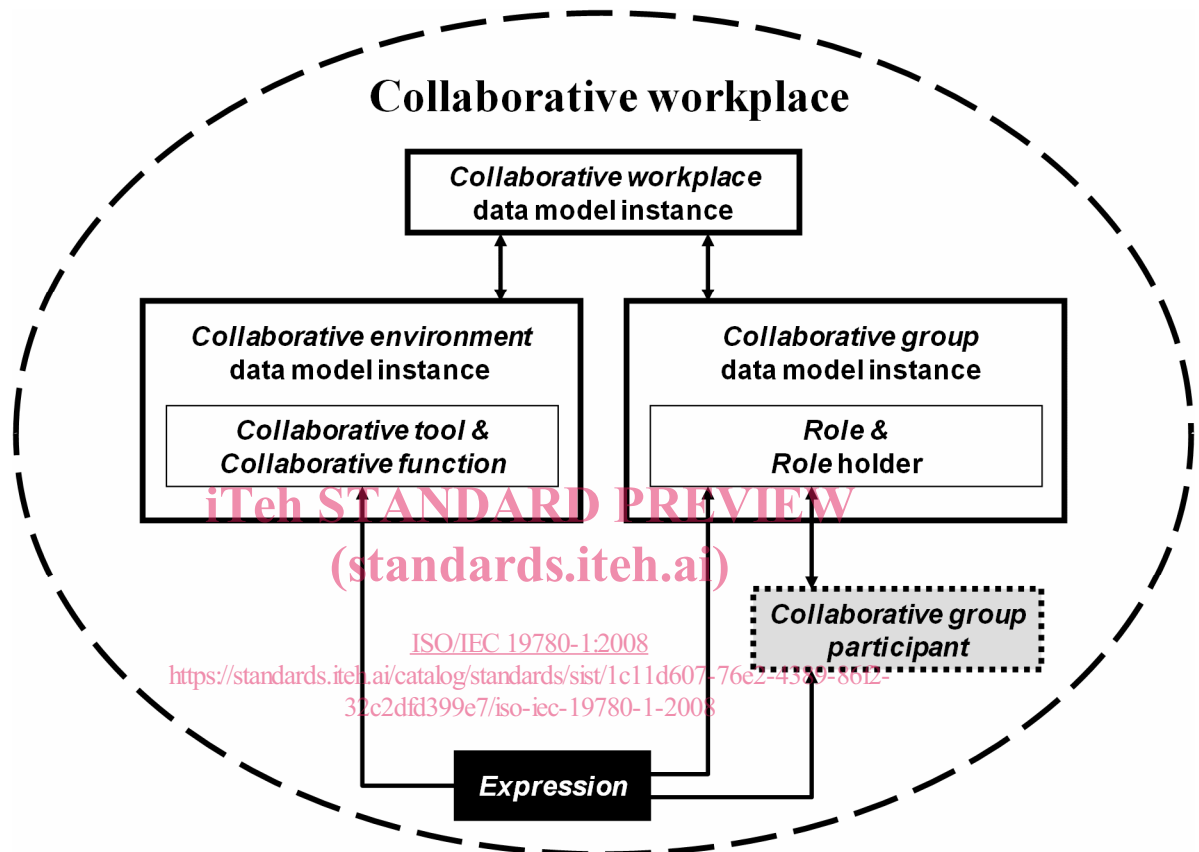 Collaborative workplace
Collaborative workplace
data model instance
Collaborative environment
data model instance
Collaborative tool &
Collaborative function
Collaborative group
data model instance
Role &
Role holder
iTeh STANDARD PREVIEW
(standards.iteh.ai)
Collaborative group
participant
ISO/IEC 19780-1:2008
https://standards.iteh.ai/catalog/standards/sist/1c11d607-76e2-4389-86f2-
32c2dfd399e7/iso-iec-19780-1-2008
Expression